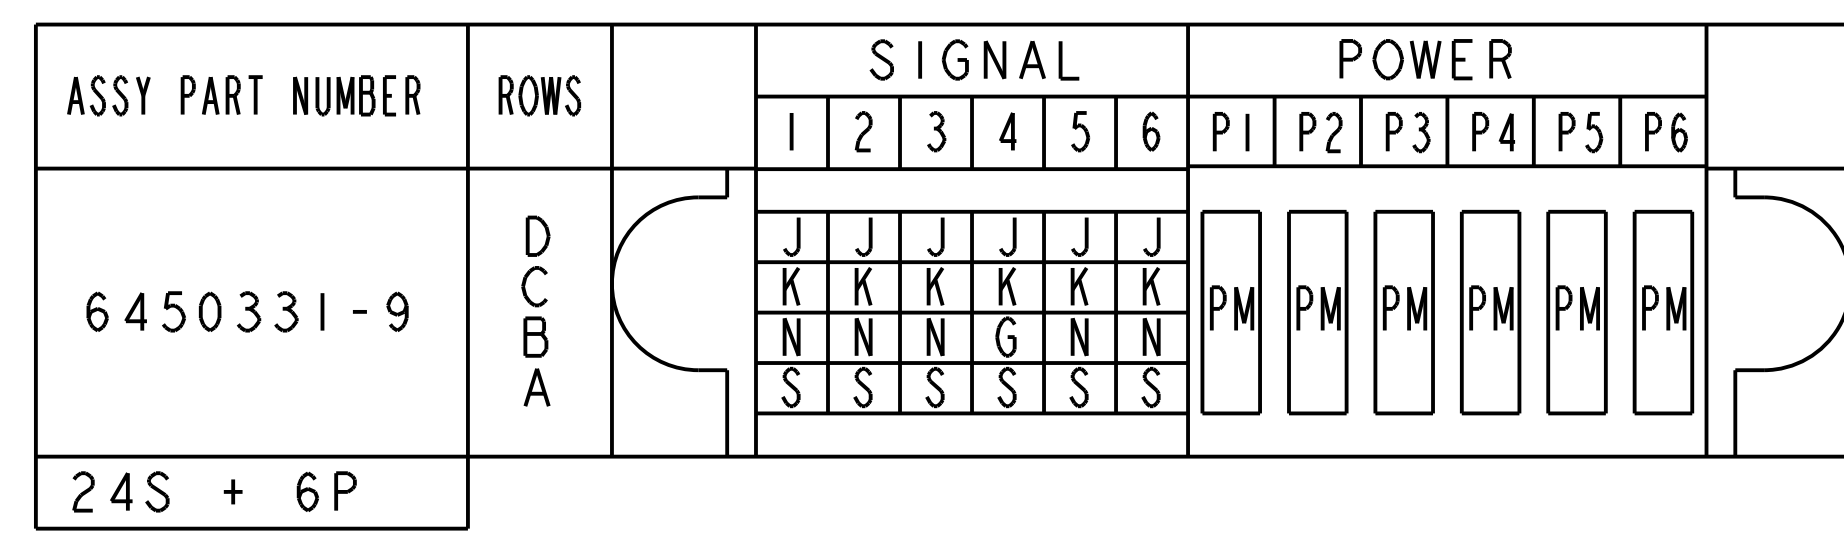 ASSY PART NUMBER ROWS SIGNAL POWER
1 2 3 4 5 6 P1 P2 P3 P4 P5 P6
D J J J J J J
C K K K K K K
6450331-9 PM PM PM PM PM PM
B N N N G N N
A S S S S S S
24S + 6P